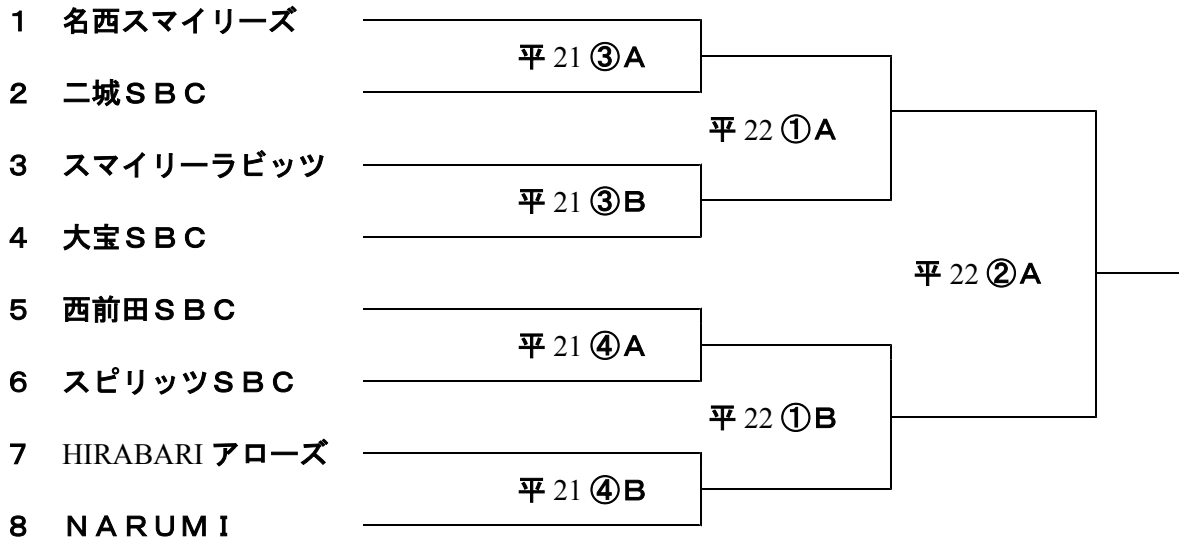 １　名西スマイリーズ
平 21 ③Ａ
２　二城ＳＢＣ
平 22 ①Ａ
３　スマイリーラビッツ
平 21 ③Ｂ
４　大宝ＳＢＣ
平 22 ②Ａ
５　西前田ＳＢＣ
平 21 ④Ａ
６　スピリッツＳＢＣ
平 22 ①Ｂ
７　HIRABARI アローズ
平 21 ④Ｂ
８　ＮＡＲＵＭＩ